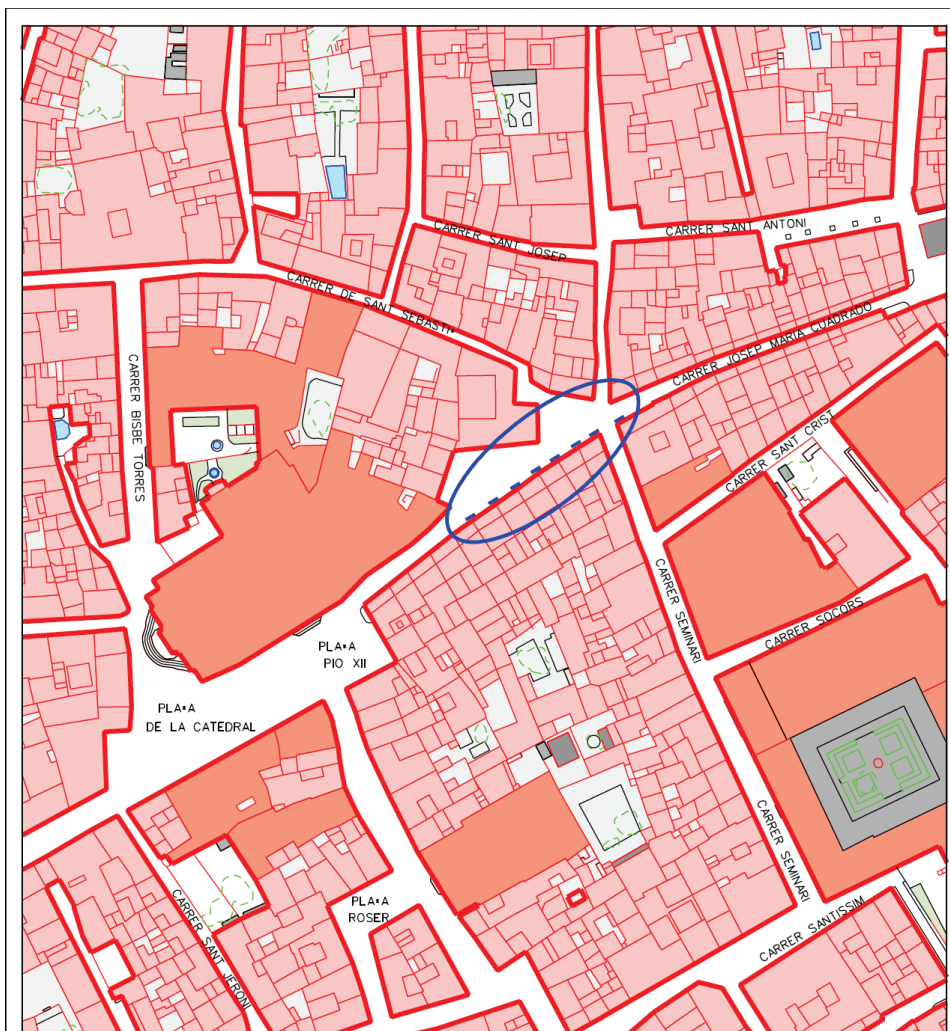 CARRER SANT ANTONI
CARRER SANT JOSEP
CARRER DE SANT SEBASTI*
CARRER JOSEP MARIA CUADRADO
CARRER BISBE TORRES
CARRER SANT CRIST
CARRER SEMINARI
CARRER SOCORS
PLA*A
PIO XII
PLA*A
DE LA CATEDRAL
CARRER SEMINARI
PLA*A
ROSER
CARRER SANT JERONI
CARRER SANTISSIM